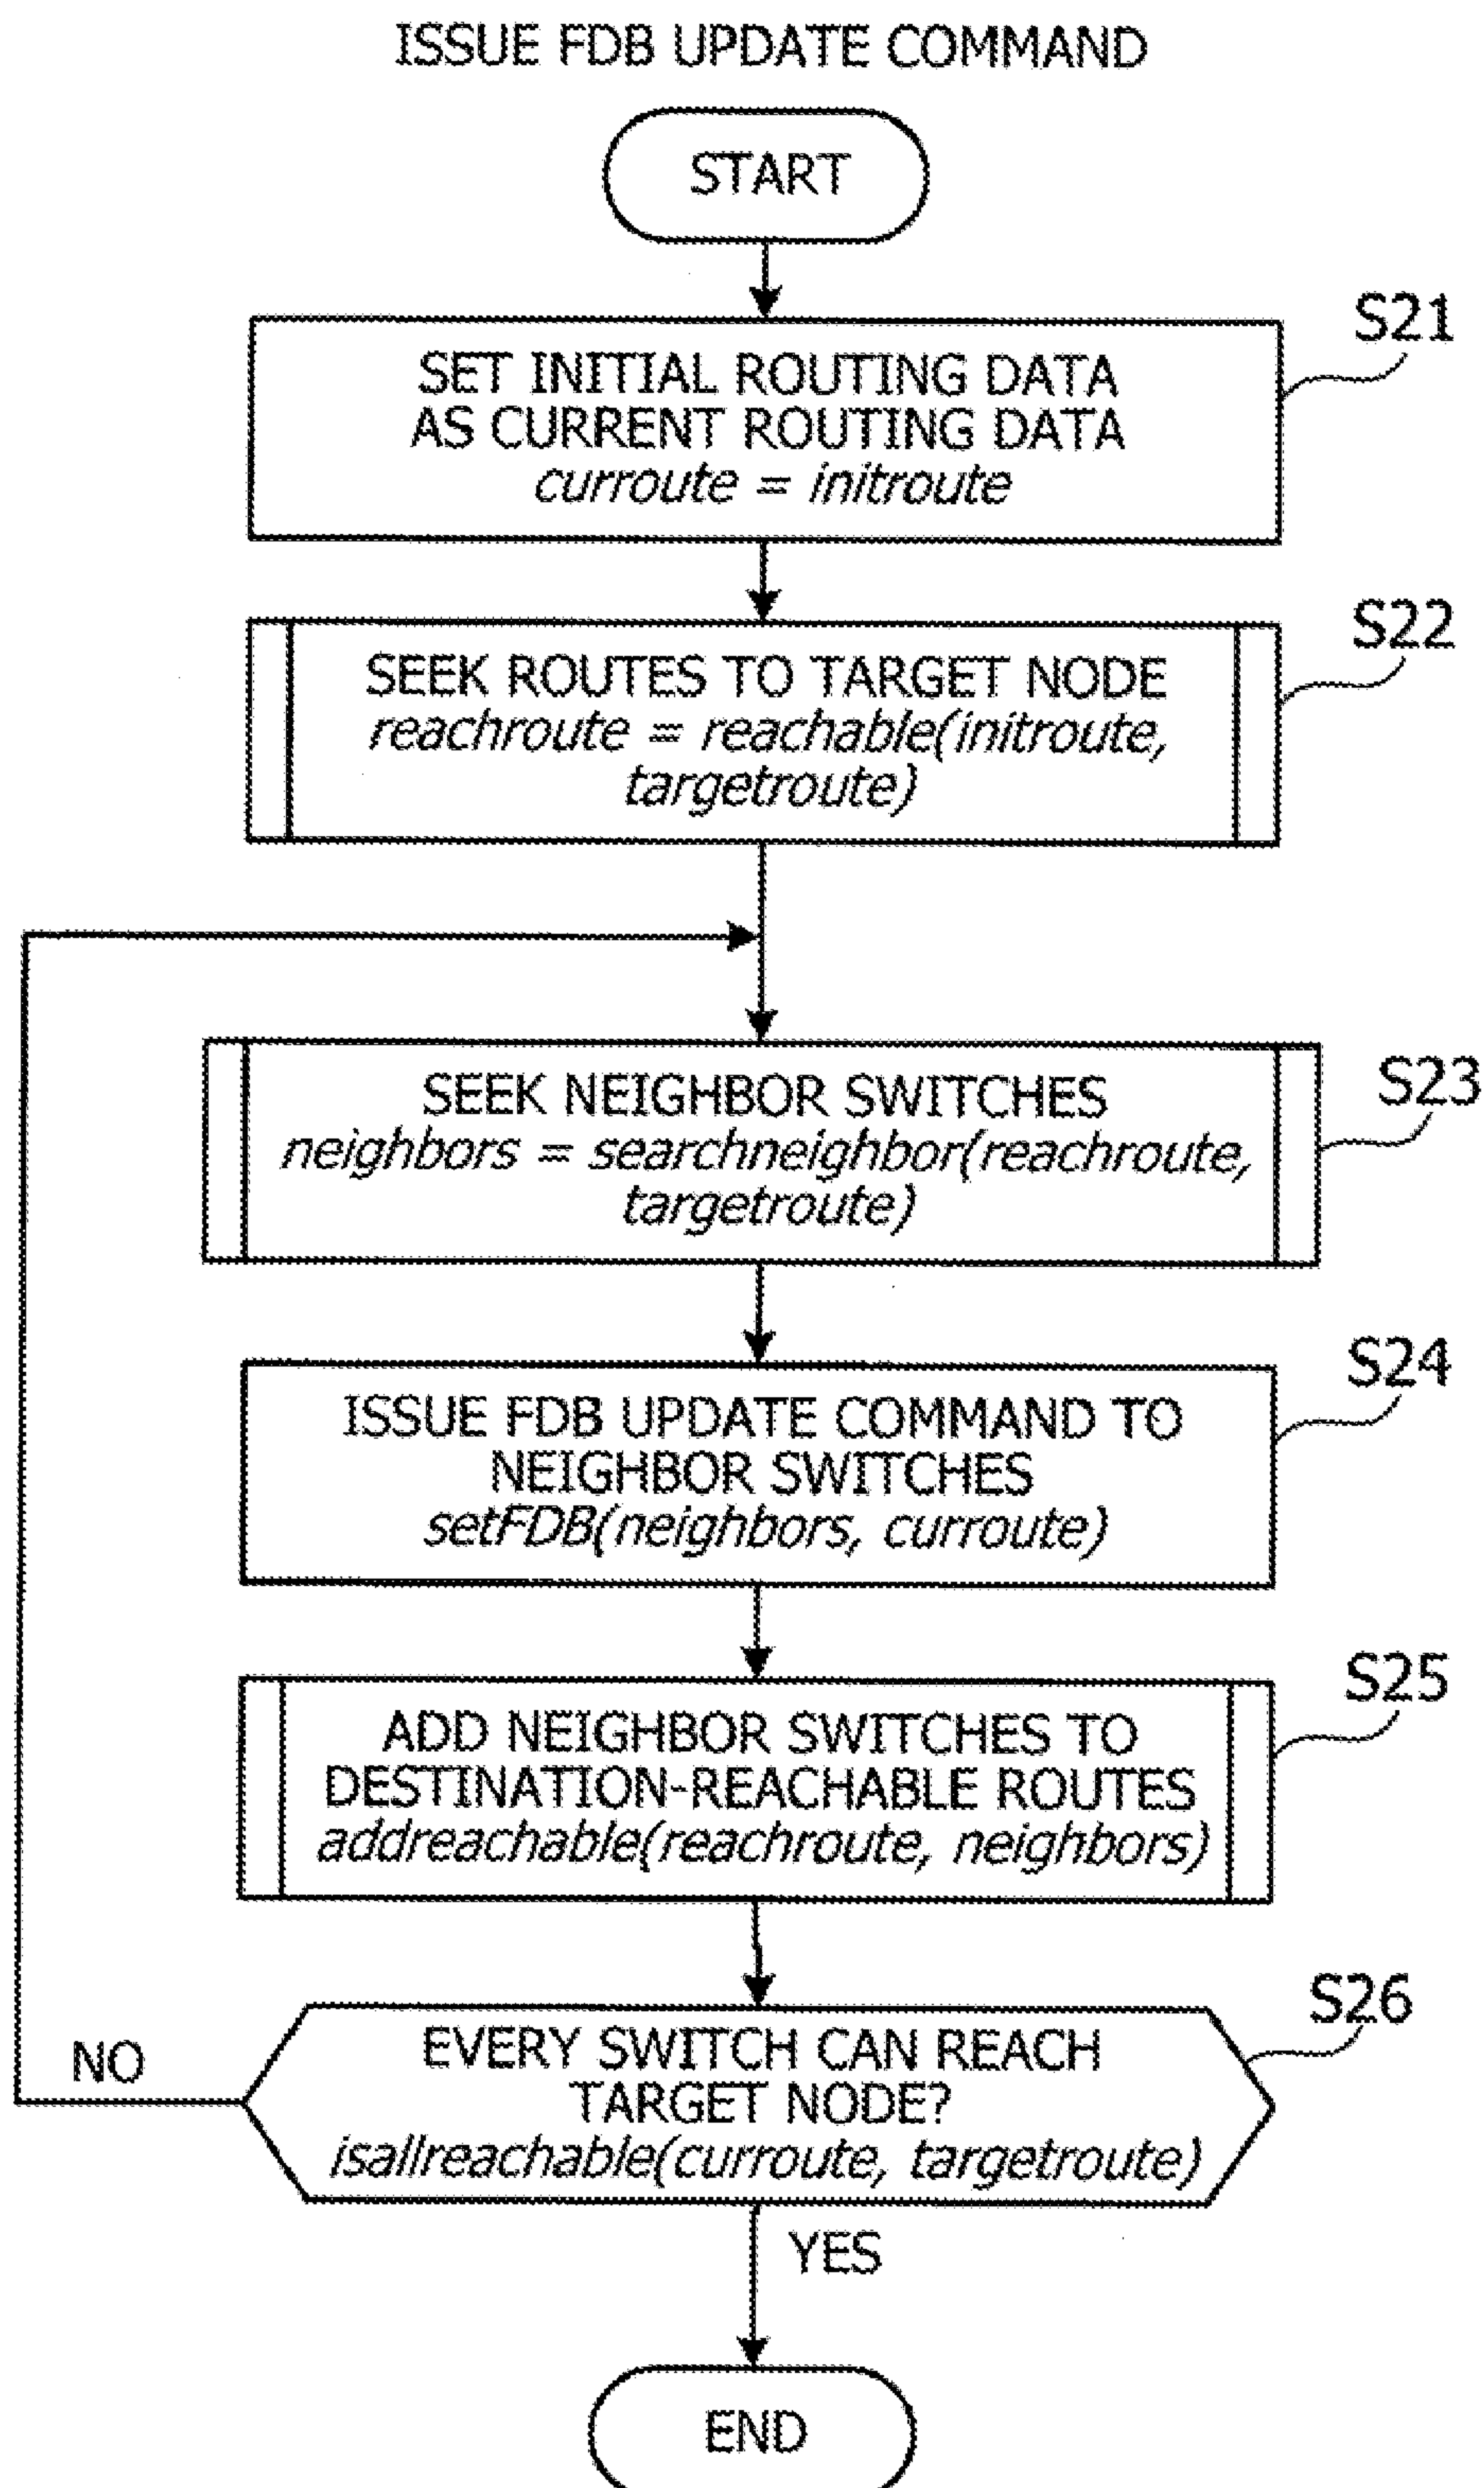 ISSUE FDB UPDATE COMMAND
START
S21
SET INITIAL ROUTING DATA
AS CURRENT ROUTING DATA
curroute = initroute
S22
SEEK ROUTES TO TARGET NODE
reachroute = reachable(initroute,
targetroute)
S23
SEEK NEIGHBOR SWITCHES
neighbors = searchneighbor(reachroute,
targetroute)
S24
ISSUE FDB UPDATE COMMAND TO
NEIGHBOR SWITCHES
setFDB(neighbors, curroute)
S25
ADD NEIGHBOR SWITCHES TO
DESTINATION-REACHABLE ROUTES
addreachable(reachroute, neighbors)
S26
EVERY SWITCH CAN REACH
TARGET NODE?
isallreachable(curroute, targetroute)
NO
YES
END